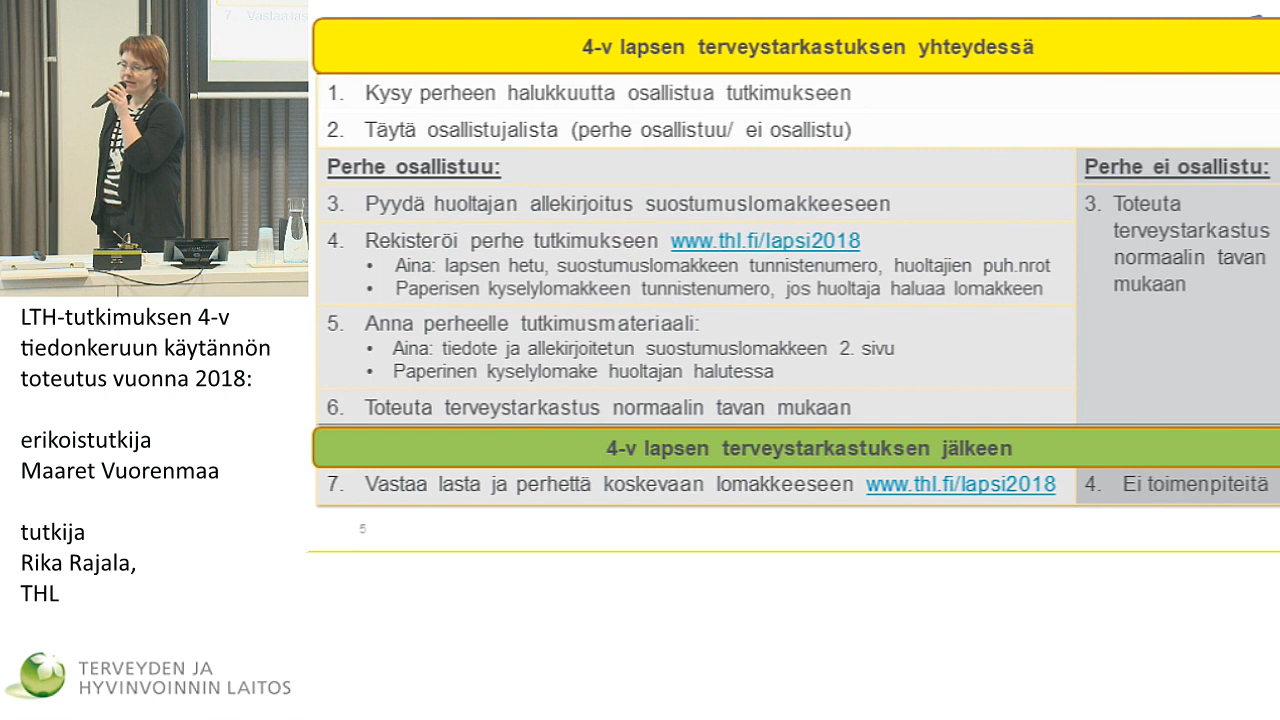 7. Vastaa las
4-v lapsen terveystarkastuksen yhteydessä
1. Kysy perheen halukkuutta osallistua tutkimukseen
2. Täytä osallistujalista (perhe osallistuu/ ei osallistu)
Perhe osallistuu:
3. Pyydä huoltajan allekirjoitus suostumuslomakkeeseen
4. Rekisteröi perhe tutkimukseen www.thl.fi/lapsi2018
• Aina: lapsen hetu, suostumuslomakkeen tunnistenumero, huoltajien puh.nrot
• Paperisen kyselylomakkeen tunnistenumero, jos huoltaja haluaa lomakkeen
5. Anna perheelle tutkimusmateriaali:
• Aina: tiedote ja allekirjoitetun suostumuslomakkeen 2. sivu
• Paperinen kyselylomake huoltajan halutessa
6. Toteuta terveystarkastus normaalin tavan mukaan
Perhe ei osallistu:
3. Toteuta
terveystarkastus
normaalin tavan
mukaan
4-v lapsen terveystarkastuksen jälkeen
7. Vastaa lasta ja perhettä koskevaan lomakkeeseen www.thl.fi/lapsi2018
4. Ei toimenpiteitä
5
LTH-tutkimuksen 4-v
tiedonkeruun käytännön
toteutus vuonna 2018:
erikoistutkija
Maaret Vuorenmaa
tutkija
Rika Rajala,
THL
TERVEYDEN JA
HYVINVOINNIN LAITOS